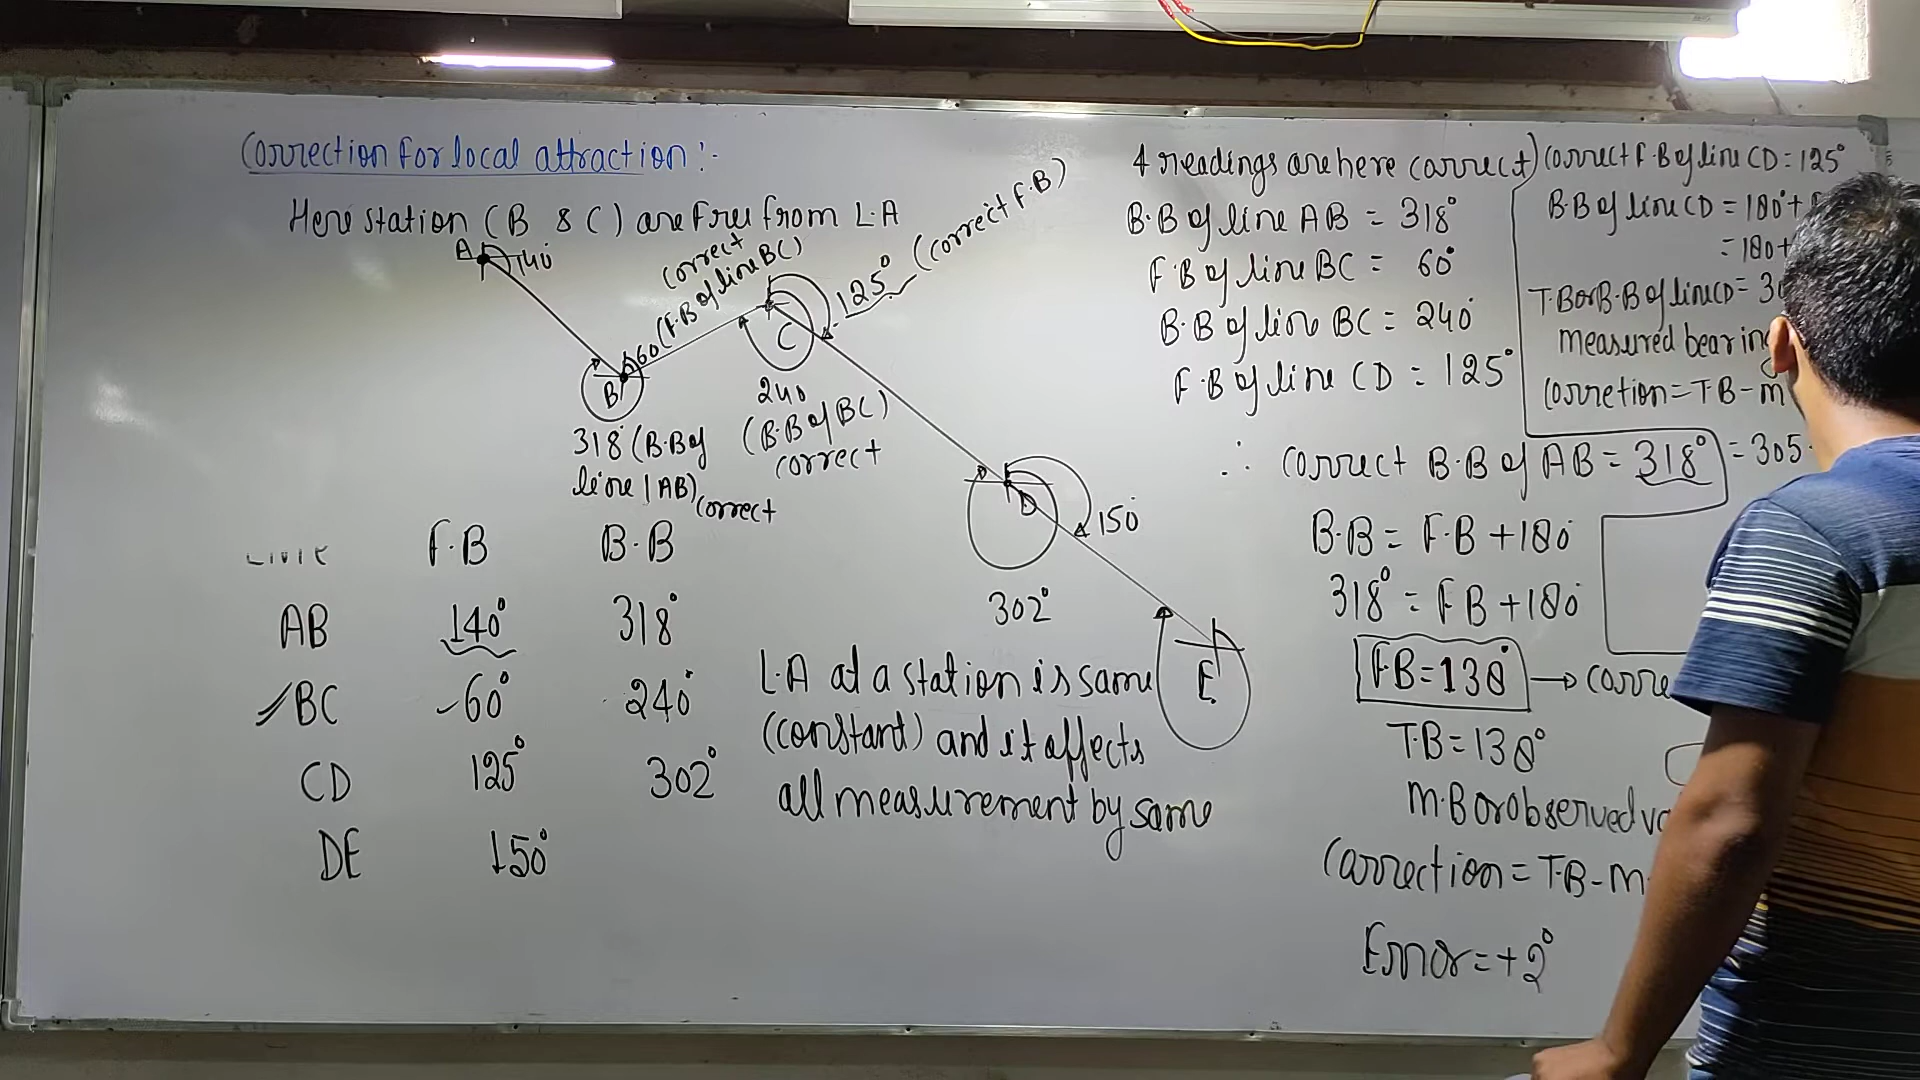 Correction for local attraction :-
Here station (B & C) are free from L.A
A 140°
correct
(F.B of line BC)
60°
125° (correct F.B)
B
C
318° (B.B of
line (AB)
correct
240
(B.B of BC)
correct
D
150°
302°
E
Line F.B B.B
AB 140° 318°
BC 60° 240°
CD 125° 302°
DE 150°
L.A at a station is same
(constant) and it affects
all measurement by same
4 readings are here correct
B.B of line AB = 318°
F.B of line BC = 60°
B.B of line BC = 240°
F.B of line CD = 125°
∴ correct B.B of AB = 318°
B.B = F.B + 180°
318° = FB + 180°
FB = 138° →
T.B = 138°
M.B or observed
Correction = T.B - M
Error = +2°
Correct F.B of line CD = 125°
B.B of line CD = 180° +
= 180 +
T.B or B.B of line CD = 30
measured bearing
Corretion = T.B - m
= 305